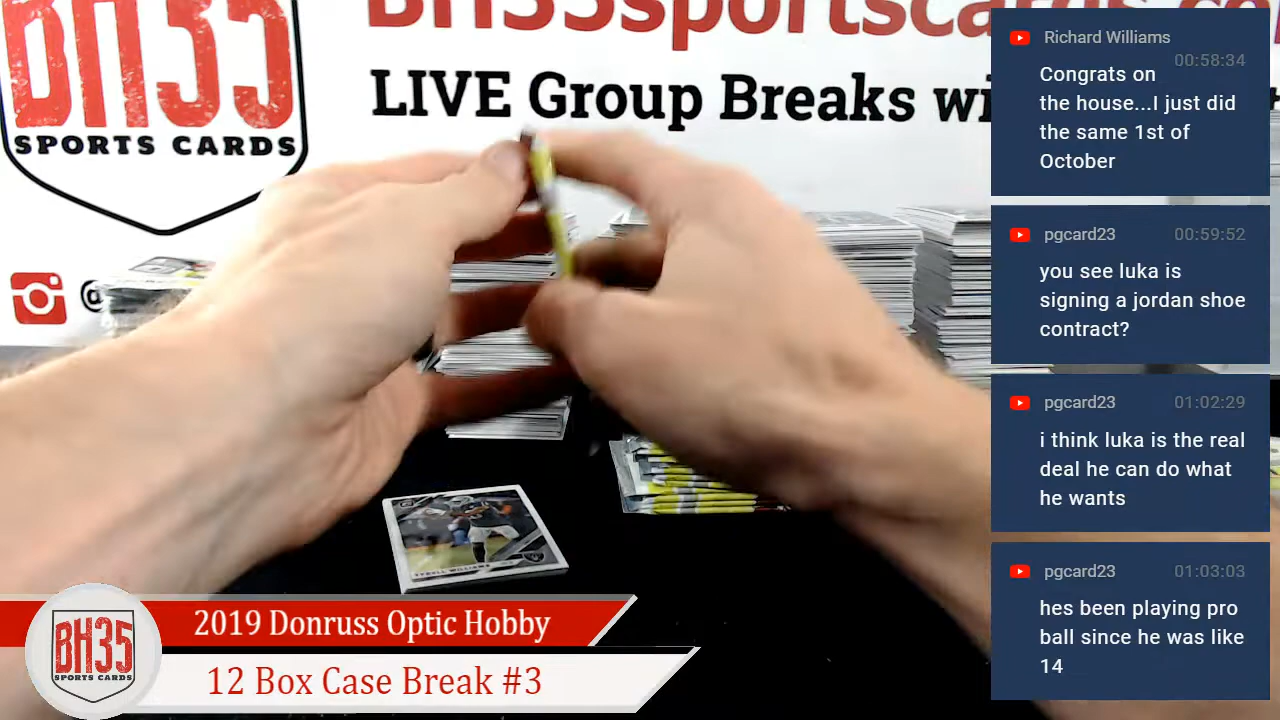 BH35sportscards.co
BH35
SPORTS CARDS
LIVE Group Breaks wi
@
Richard Williams
00:58:34
Congrats on
the house...I just did
the same 1st of
October
pgcard23
00:59:52
you see luka is
signing a jordan shoe
contract?
pgcard23
01:02:29
i think luka is the real
deal he can do what
he wants
pgcard23
01:03:03
hes been playing pro
ball since he was like
14
TYRELL WILLIAMS
BH35
SPORTS CARDS
2019 Donruss Optic Hobby
12 Box Case Break #3